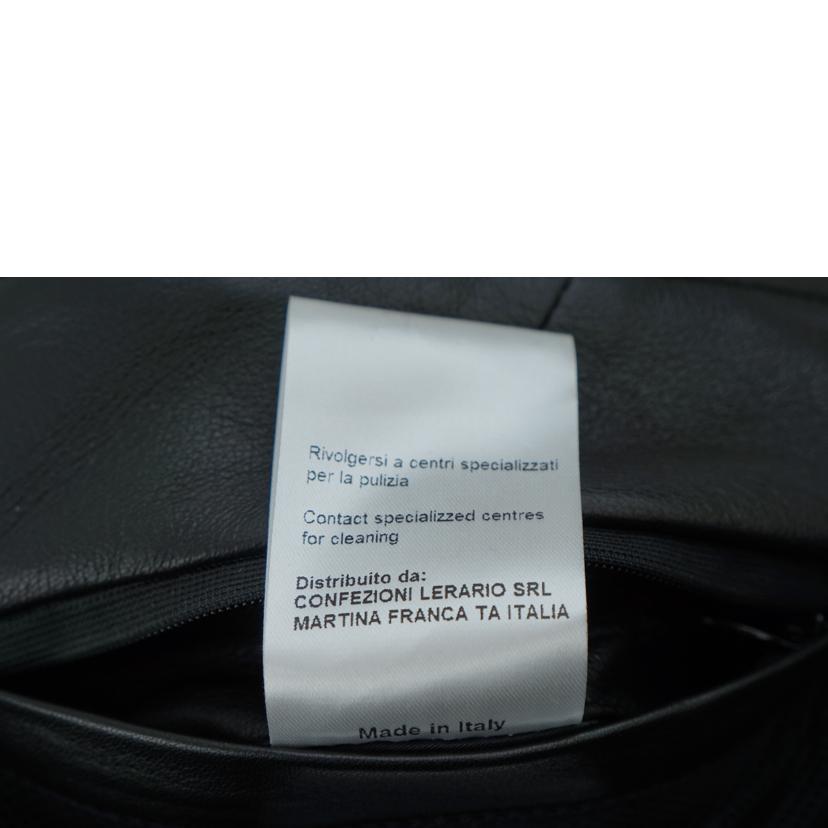 Rivolgersi a centri specializzati
per la pulizia
Contact specializzed centres
for cleaning
Distribuito da:
CONFEZIONI LERARIO SRL
MARTINA FRANCA TA ITALIA
Made in Italy